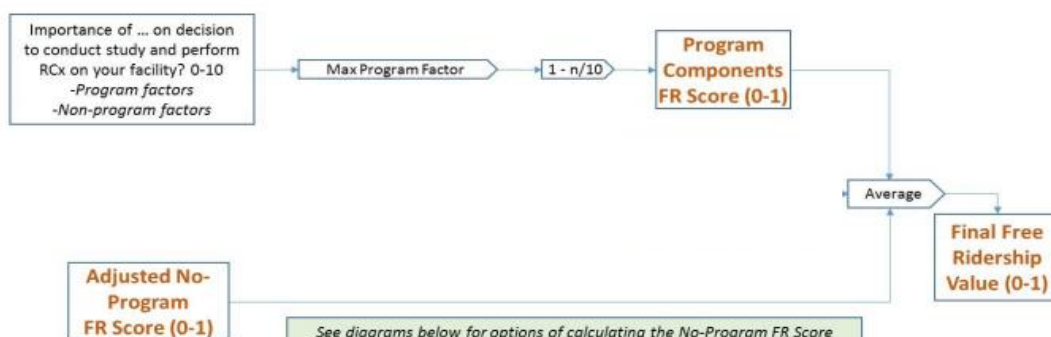 Importance of ... on decision
to conduct study and perform
RCx on your facility? 0-10
-Program factors
-Non-program factors
Max Program Factor
1 - n/10
Program
Components
FR Score (0-1)
Average
Final Free
Ridership
Value (0-1)
Adjusted No-
Program
FR Score (0-1)
See diagrams below for options of calculating the No-Program FR Score